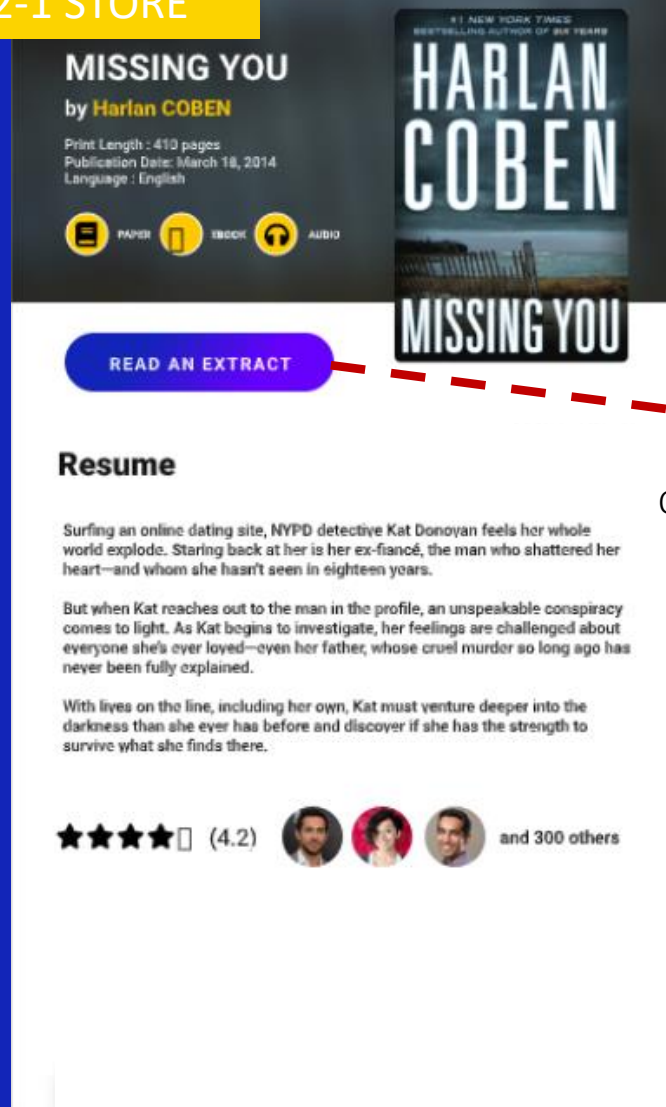 2-1 STORE
MISSING YOU
by Harlan COBEN
Print Length : 410 pages
Publication Date: March 18, 2014
Language : English
PAPER EBOOK AUDIO
#1 NEW YORK TIMES
BESTSELLING AUTHOR OF SIX YEARS
HARLAN
COBEN
MISSING YOU
READ AN EXTRACT
Resume
Surfing an online dating site, NYPD detective Kat Donovan feels her whole
world explode. Staring back at her is her ex-fiancé, the man who shattered her
heart—and whom she hasn't seen in eighteen years.
But when Kat reaches out to the man in the profile, an unspeakable conspiracy
comes to light. As Kat begins to investigate, her feelings are challenged about
everyone she's ever loved—even her father, whose cruel murder so long ago has
never been fully explained.
With lives on the line, including her own, Kat must venture deeper into the
darkness than she ever has before and discover if she has the strength to
survive what she finds there.
(4.2) and 300 others